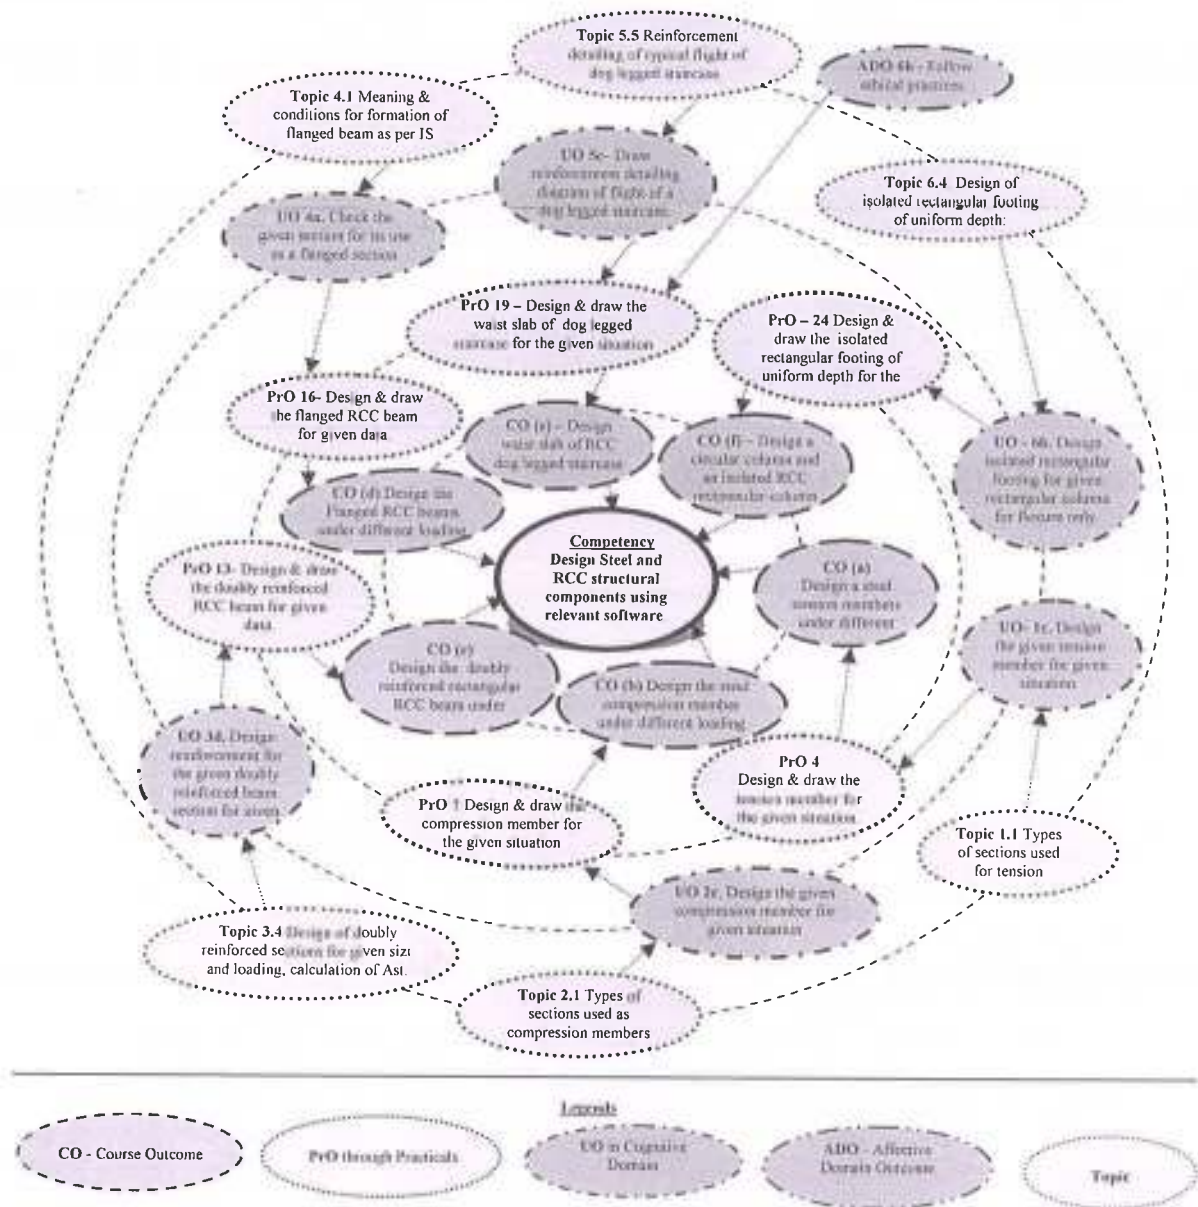 Topic 5.5 Reinforcement
detailing of typical flight of
dog legged staircase
ADO 6b - Follow
ethical practices
Topic 4.1 Meaning &
conditions for formation of
flanged beam as per IS
UO 5c- Draw
reinforcement detailing
diagram of flight of a
dog legged staircase.
Topic 6.4 Design of
isolated rectangular footing
of uniform depth:
UO 4a. Check the
given section for its use
as a flanged section
PrO 19 – Design & draw the
waist slab of dog legged
staircase for the given situation
PrO – 24 Design &
draw the isolated
rectangular footing of
uniform depth for the
PrO 16- Design & draw
he flanged RCC beam
for given data
CO (e) – Design
waist slab of RCC
dog legged staircase
CO (f) – Design a
circular column and
an isolated RCC
rectangular column
UO - 6b. Design
isolated rectangular
footing for given
rectangular column
for flexure only.
CO (d) Design the
Flanged RCC beams
under different loading
Competency
Design Steel and
RCC structural
components using
relevant software
PrO 13- Design & draw
the doubly reinforced
RCC beam for given
data.
CO (a)
Design a steel
tension members
under different
CO (c)
Design the doubly
reinforced rectangular
RCC beam under
CO (b) Design the steel
compression member
under different loading
UO- 1c. Design
the given tension
member for given
situation
UO 3d. Design
reinforcement for
the given doubly
reinforced beam
section for given
PrO 4
Design & draw the
tension member for
the given situation
PrO Design & draw the
compression member for
the given situation
Topic 1.1 Types
of sections used
for tension
UO 2c, Design the given
compression member for
given situation
Topic 3.4 Design of doubly
reinforced sections for given size
and loading, calculation of Ast.
Topic 2.1 Types of
sections used as
compression members
Legends
CO - Course Outcome
PrO through Practicals
UO in Cognitive
Domain
ADO - Affective
Domain Outcome
Topic